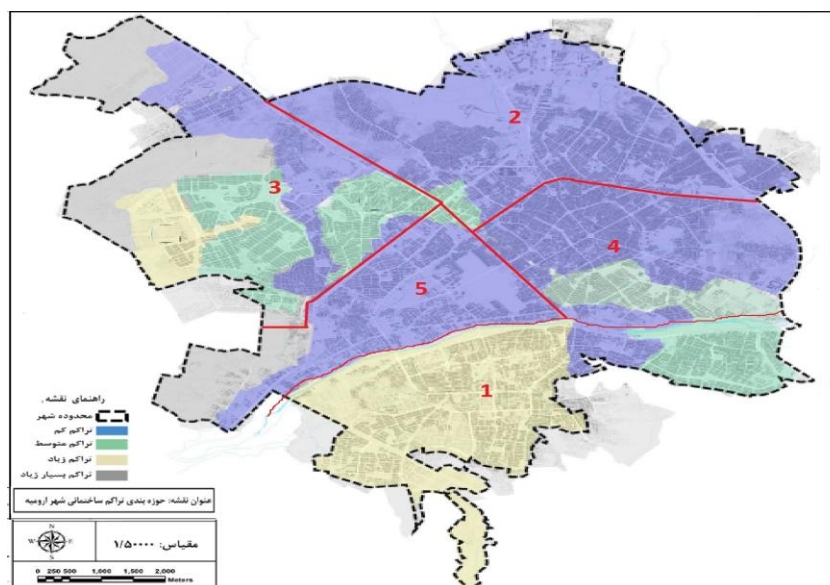 2
3
4
5
1
راهنمای نقشه
محدوده شهر
تراکم کم
تراکم متوسط
تراکم زیاد
تراکم بسیار زیاد
عنوان نقشه: حوزه بندی تراکم ساختمانی شهر ارومیه
N
W E
S
مقیاس: ۱/۵۰۰۰۰
0 250 500 1,000 1,500 2,000
Meters